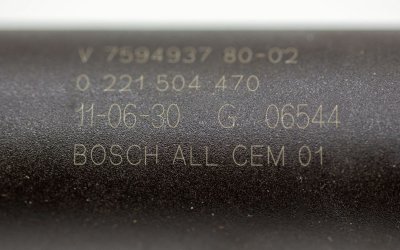 V 7594937 80-02
0 221 504 470
11-06-30 G 06544
BOSCH ALL CEM 01